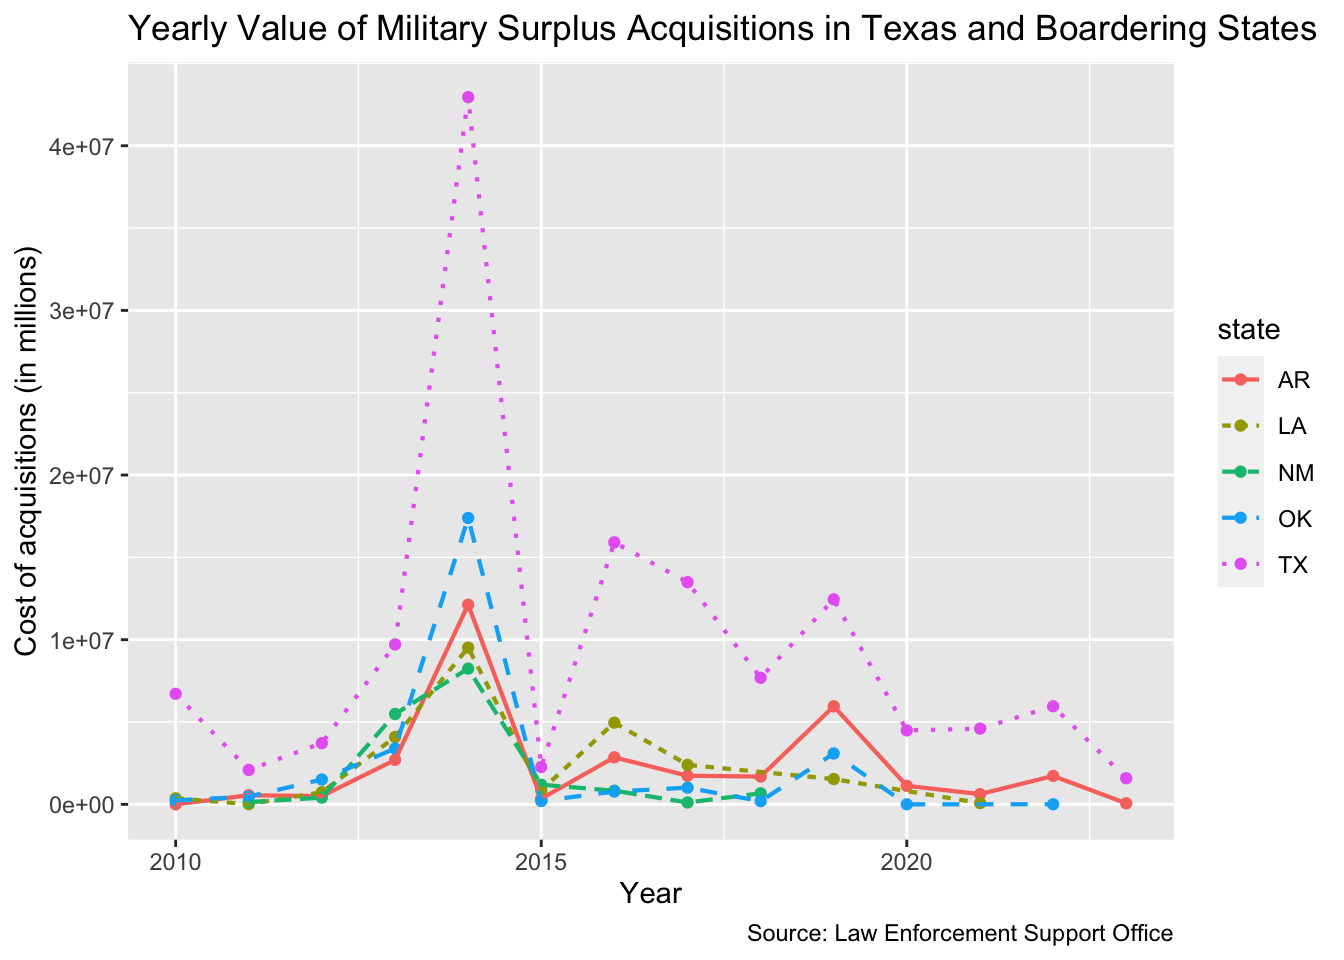 Yearly Value of Military Surplus Acquisitions in Texas and Boardering States
Cost of acquisitions (in millions)
4e+07
3e+07
2e+07
1e+07
0e+00
2010
2015
2020
Year
state
AR
LA
NM
OK
TX
Source: Law Enforcement Support Office